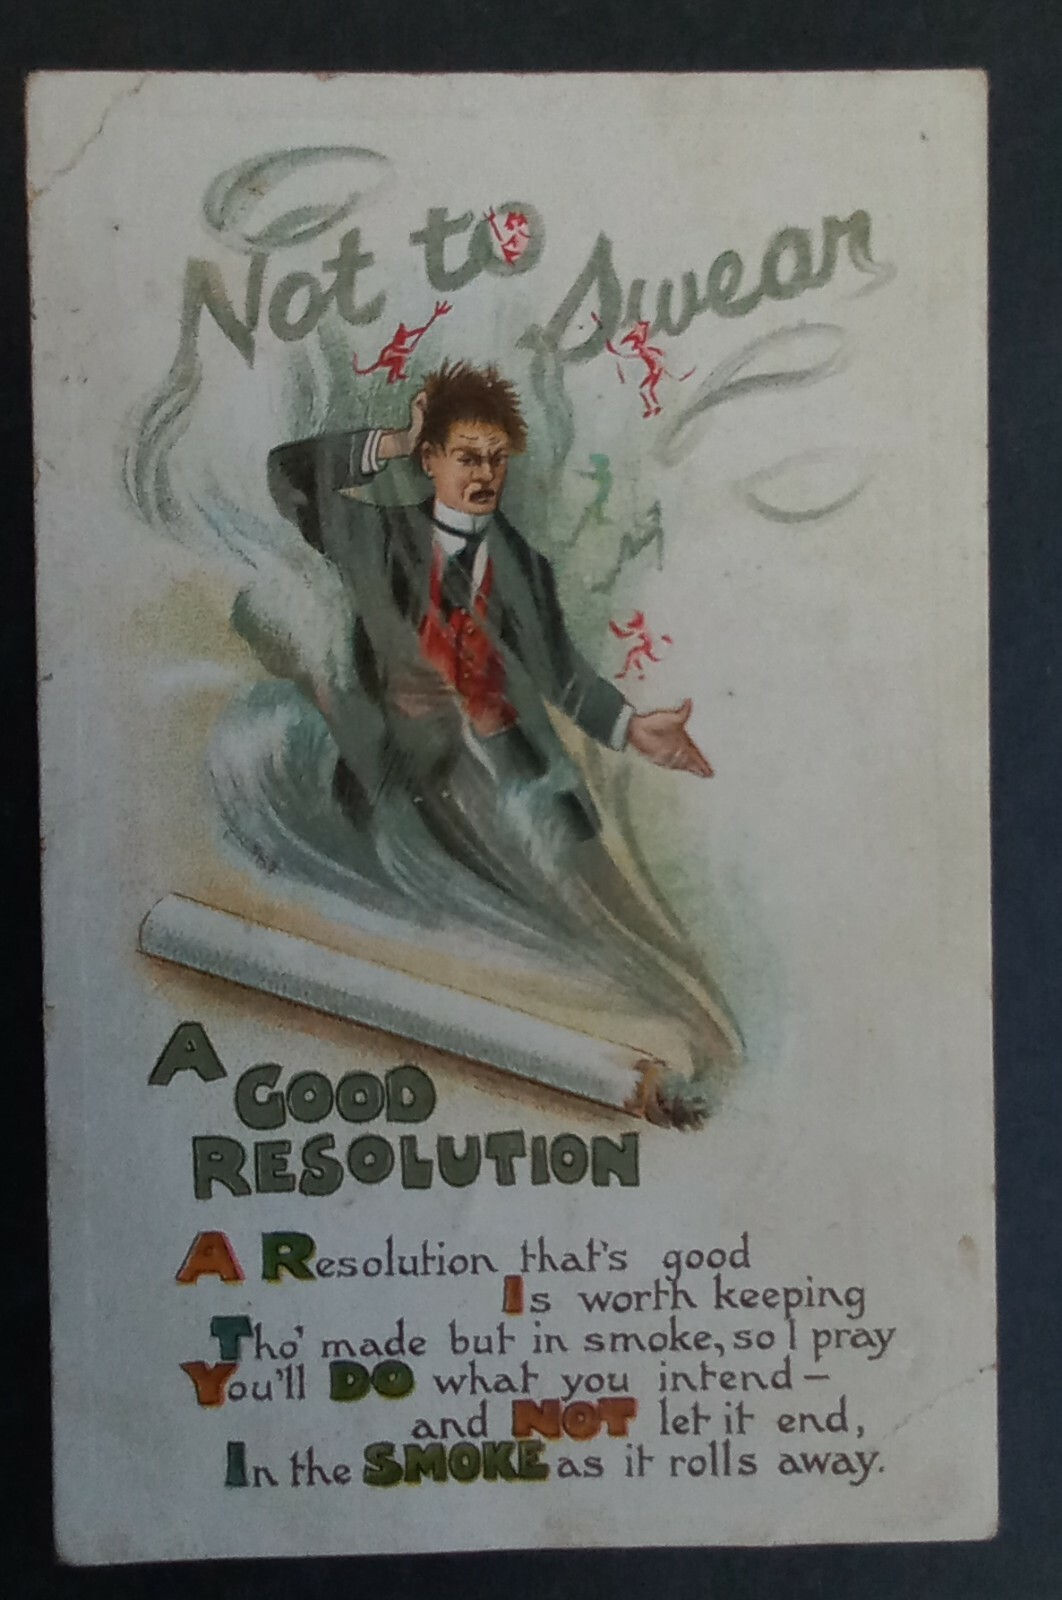 Not to Swear
A
GOOD
RESOLUTION
A Resolution that's good
Is worth keeping
Tho' made but in smoke, so I pray
You'll DO what you intend –
and NOT let it end,
In the SMOKE as it rolls away.